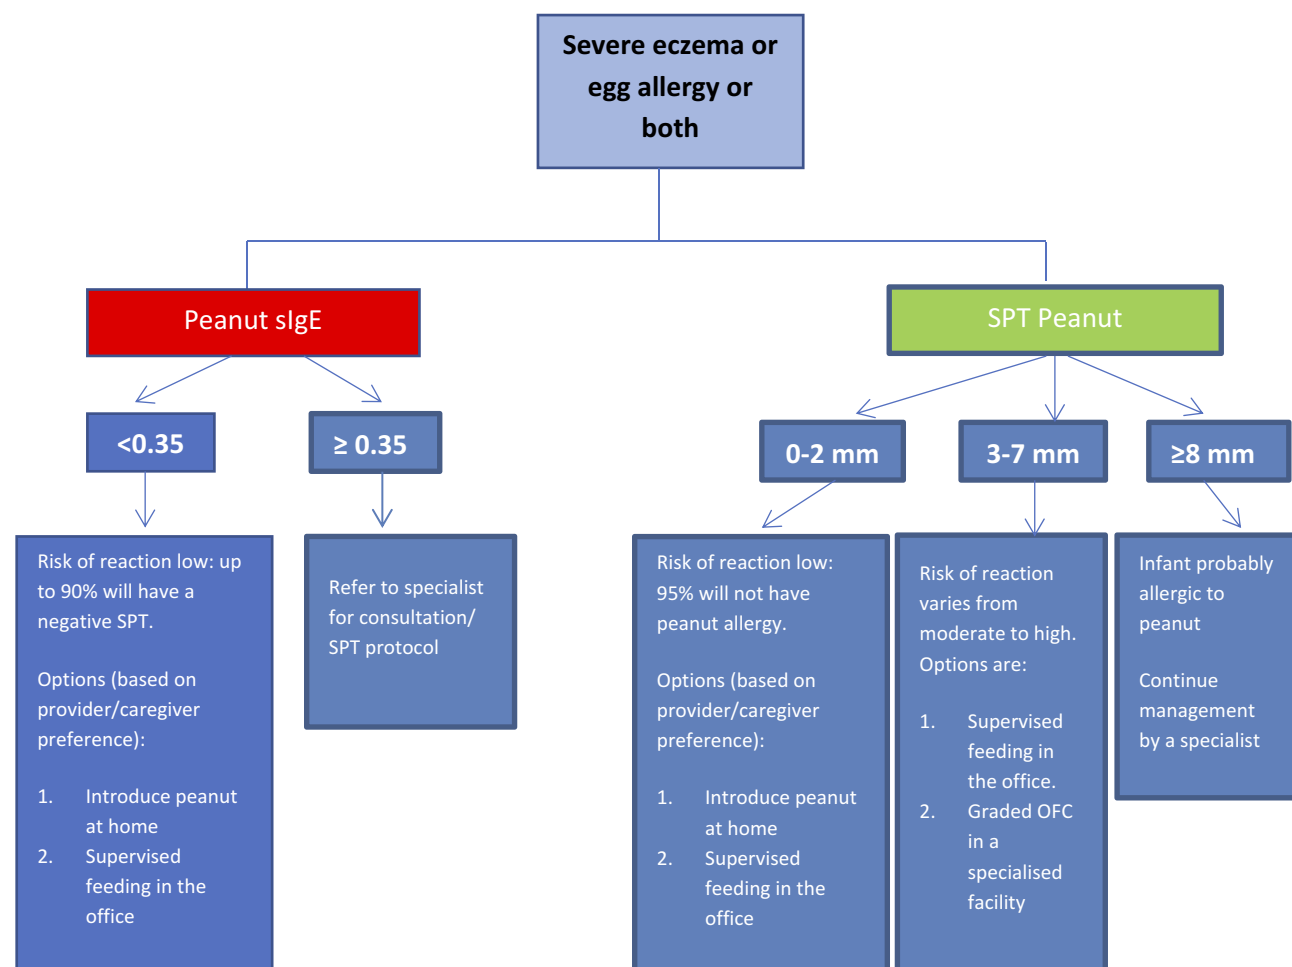 Severe eczema or
egg allergy or
both
Peanut sIgE
SPT Peanut
<0.35
≥ 0.35
0-2 mm
3-7 mm
≥8 mm
Risk of reaction low: up
to 90% will have a
negative SPT.
Options (based on
provider/caregiver
preference):
1. Introduce peanut
at home
2. Supervised
feeding in the
office
Refer to specialist
for consultation/
SPT protocol
Risk of reaction low:
95% will not have
peanut allergy.
Options (based on
provider/caregiver
preference):
1. Introduce peanut
at home
2. Supervised
feeding in the
office
Risk of reaction
varies from
moderate to high.
Options are:
1. Supervised
feeding in
the office.
2. Graded OFC
in a
specialised
facility
Infant probably
allergic to
peanut
Continue
management
by a specialist